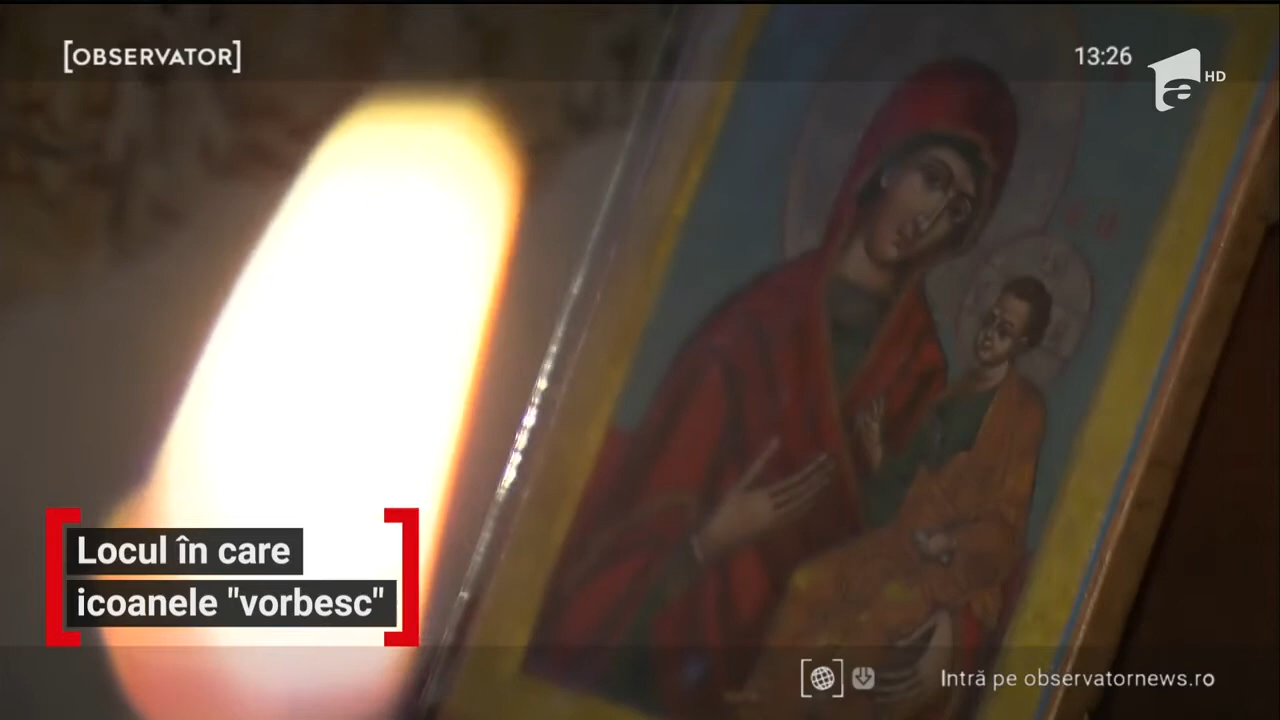 [OBSERVATOR]
13:26
HD
Locul în care
icoanele "vorbesc"
Intră pe observatornews.ro